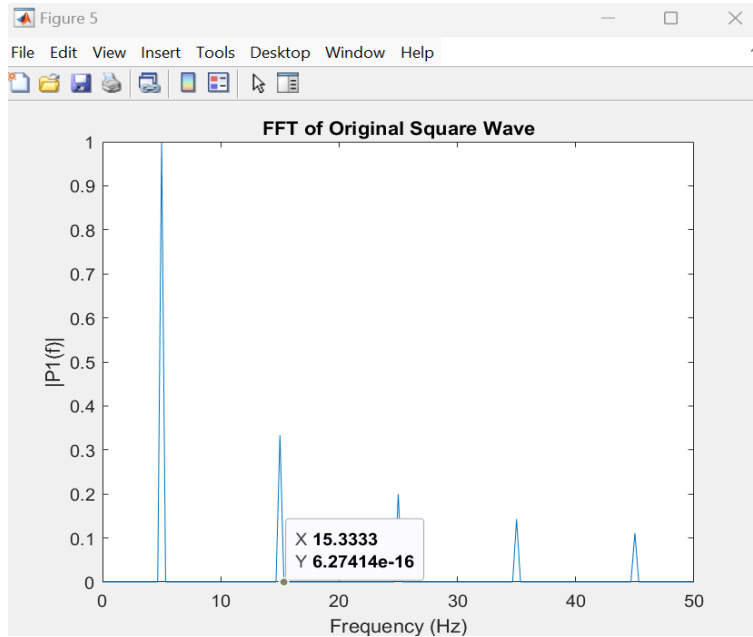 Figure 5
File Edit View Insert Tools Desktop Window Help
FFT of Original Square Wave
1
0.9
0.8
0.7
0.6
0.5
0.4
0.3
0.2
0.1
0
|P1(f)|
X 15.3333
Y 6.27414e-16
0 10 20 30 40 50
Frequency (Hz)